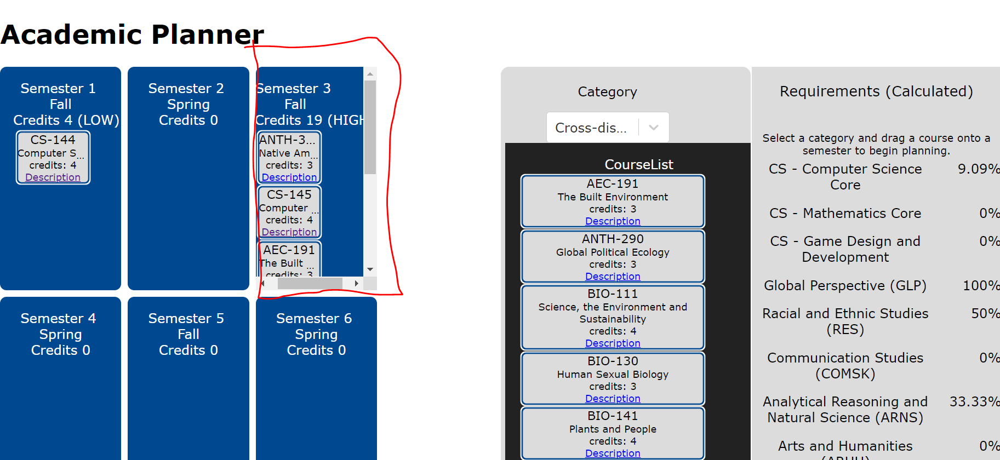 Academic Planner
Semester 1
Fall
Credits 4 (LOW)
CS-144
Computer S...
credits: 4
Description
Semester 2
Spring
Credits 0
Semester 3
Fall
Credits 19 (HIGH
ANTH-3...
Native Am...
credits: 3
Description
CS-145
Computer ...
credits: 4
Description
AEC-191
The Built ...
credits: 3
Semester 4
Spring
Credits 0
Semester 5
Fall
Credits 0
Semester 6
Spring
Credits 0
Category
Cross-dis...
CourseList
AEC-191
The Built Environment
credits: 3
Description
ANTH-290
Global Political Ecology
credits: 3
Description
BIO-111
Science, the Environment and
Sustainability
credits: 4
Description
BIO-130
Human Sexual Biology
credits: 3
Description
BIO-141
Plants and People
credits: 4
Description
Requirements (Calculated)
Select a category and drag a course onto a
semester to begin planning.
CS - Computer Science 9.09%
Core
CS - Mathematics Core 0%
CS - Game Design and 0%
Development
Global Perspective (GLP) 100%
Racial and Ethnic Studies 50%
(RES)
Communication Studies 0%
(COMSK)
Analytical Reasoning and 33.33%
Natural Science (ARNS)
Arts and Humanities 0%